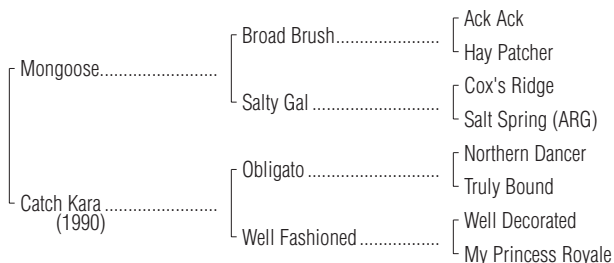 Ack Ack
Broad Brush......................
Hay Patcher
Mongoose...................................
Cox's Ridge
Salty Gal ...........................
Salt Spring (ARG)
Northern Dancer
Obligato ............................
Truly Bound
Catch Kara .................................
(1990)
Well Decorated
Well Fashioned .................
My Princess Royale